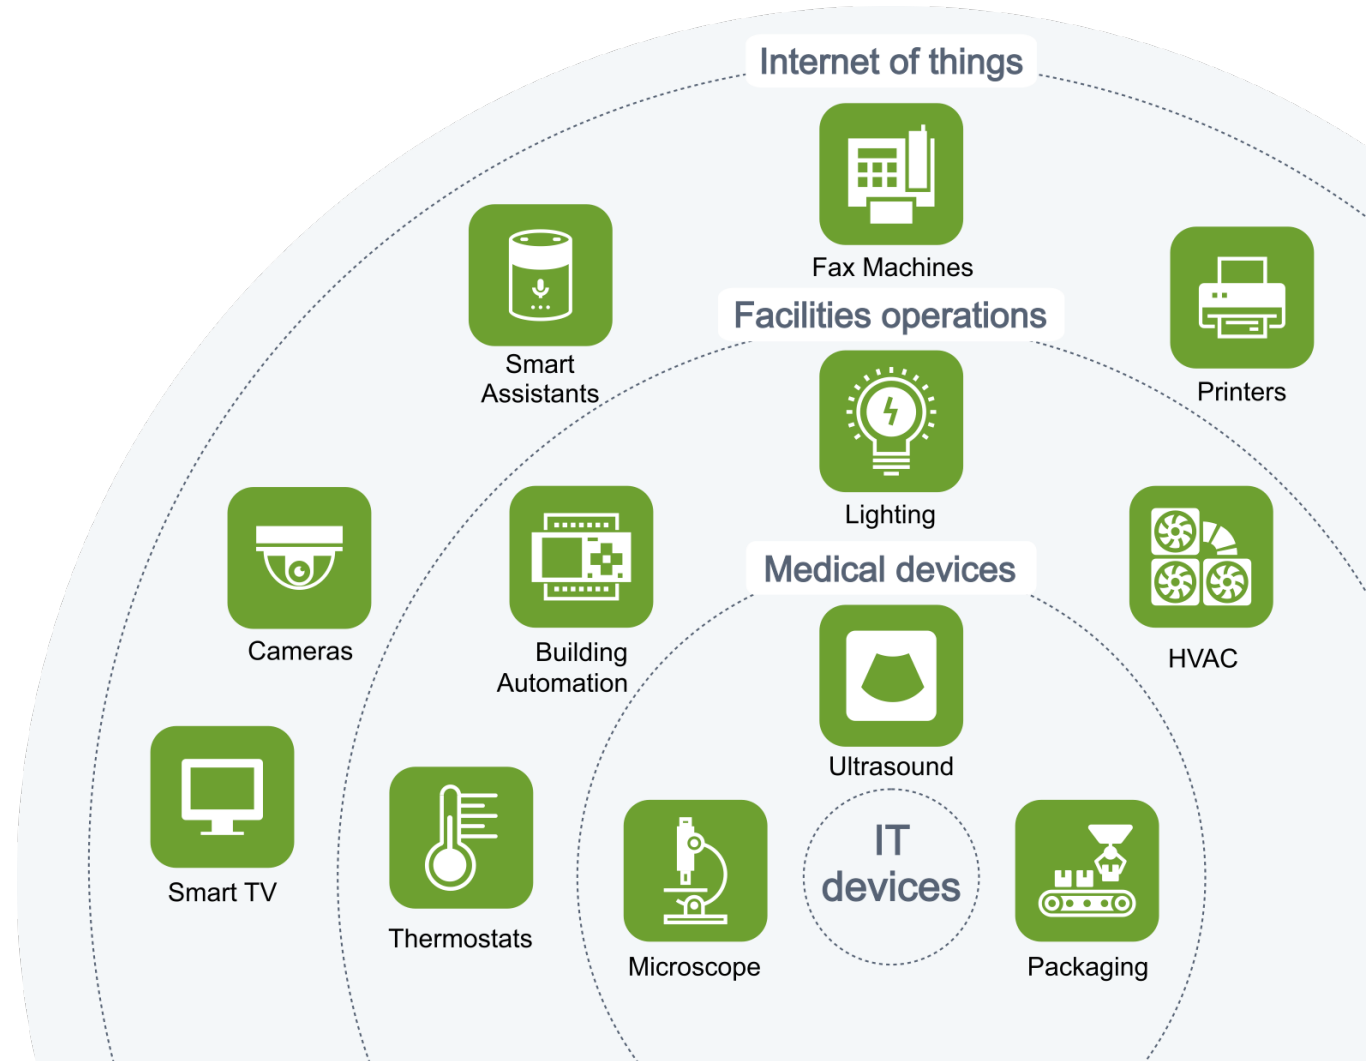 Internet of things
Fax Machines
Smart
Assistants
Printers
Facilities operations
Lighting
Cameras
Building
Automation
HVAC
Medical devices
Ultrasound
Smart TV
Thermostats
Microscope
IT
devices
Packaging